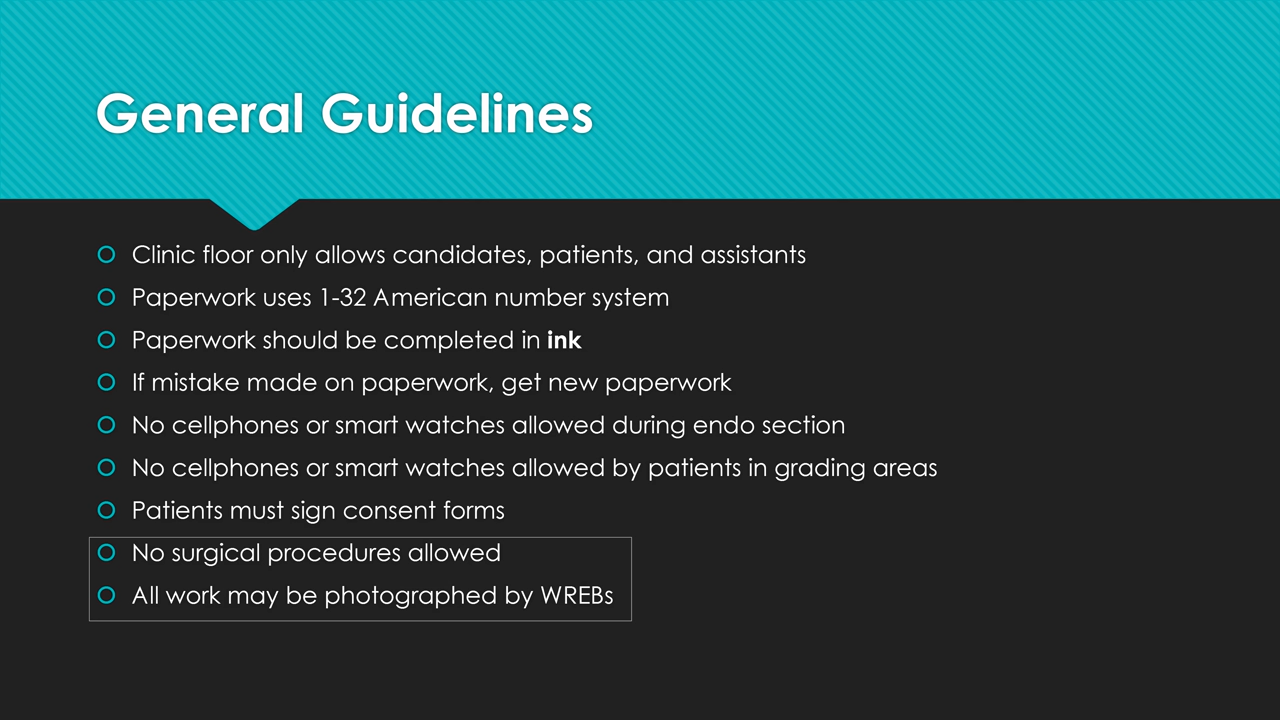 General Guidelines
Clinic floor only allows candidates, patients, and assistants
Paperwork uses 1-32 American number system
Paperwork should be completed in ink
If mistake made on paperwork, get new paperwork
No cellphones or smart watches allowed during endo section
No cellphones or smart watches allowed by patients in grading areas
Patients must sign consent forms
No surgical procedures allowed
All work may be photographed by WREBs